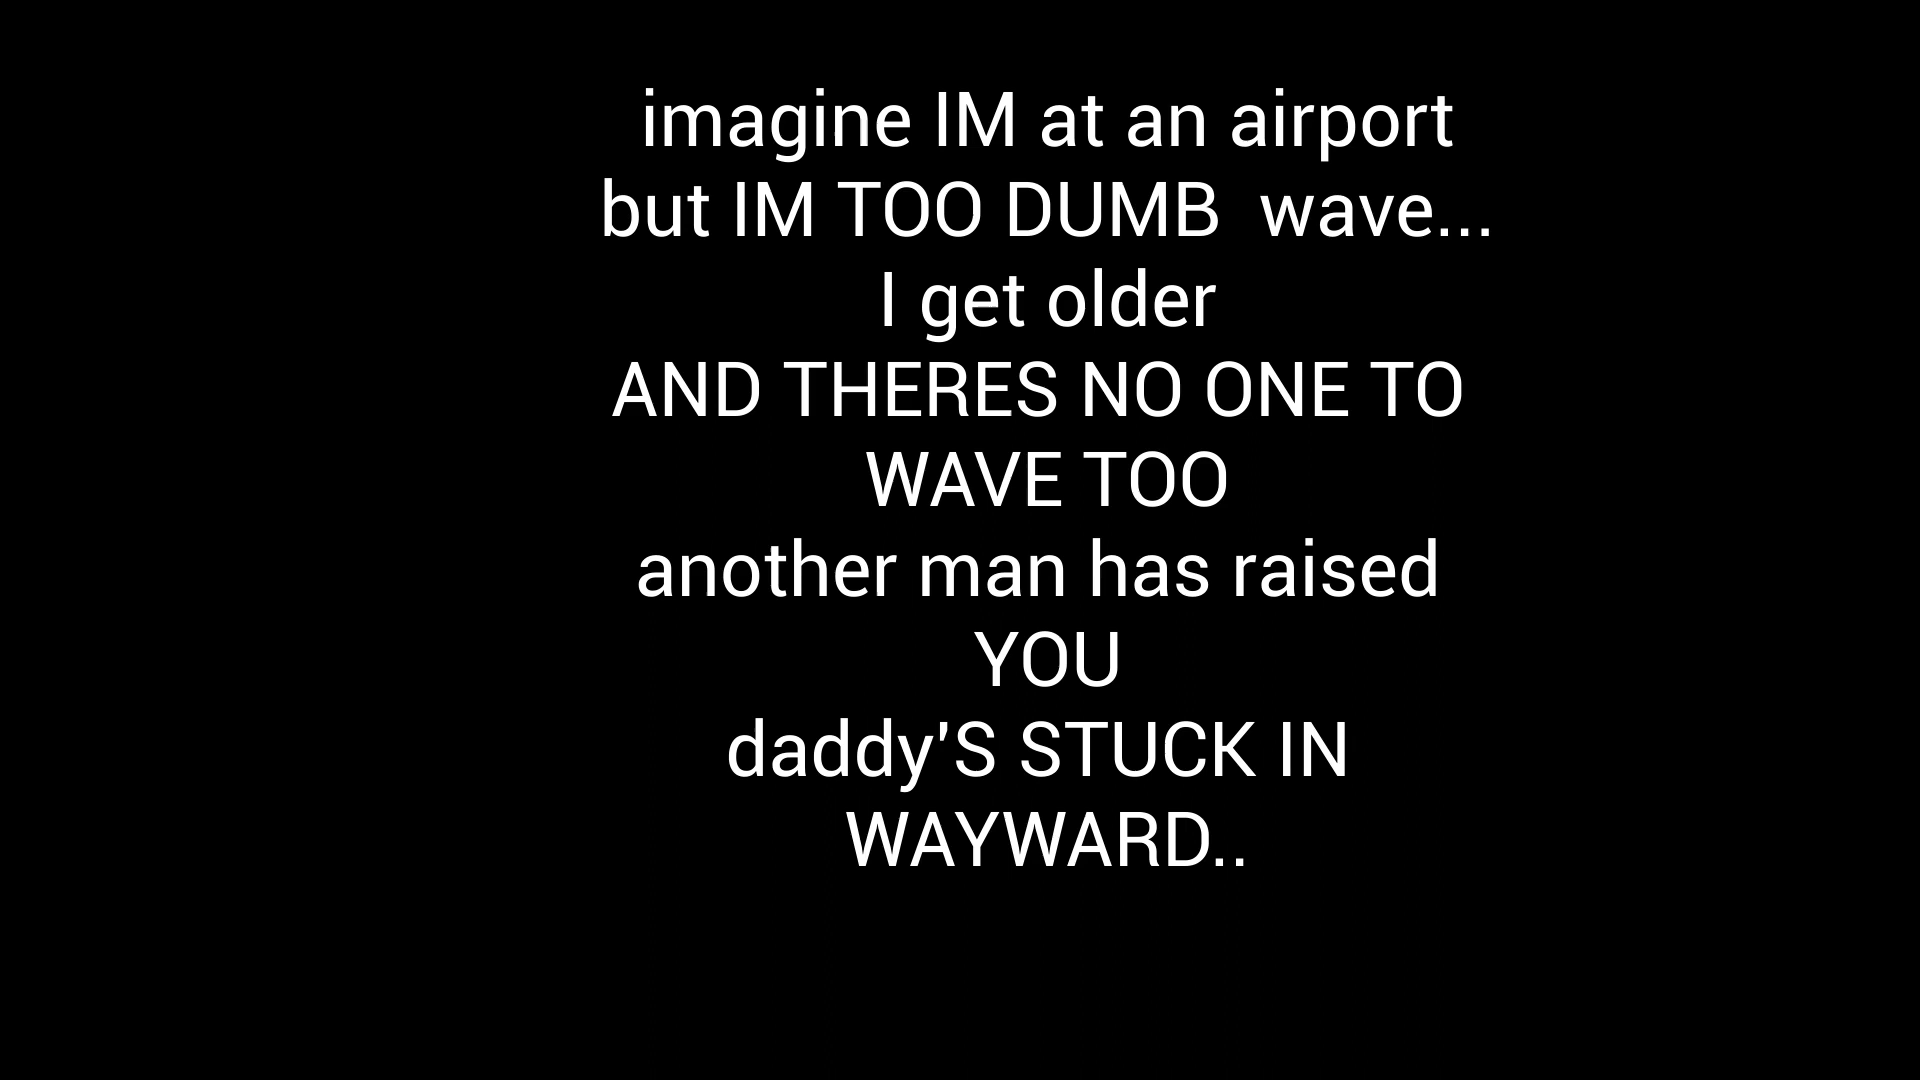 imagine IM at an airport
but IM TOO DUMB  wave...
I get older
AND THERES NO ONE TO
WAVE TOO
another man has raised
YOU
daddy'S STUCK IN
WAYWARD..